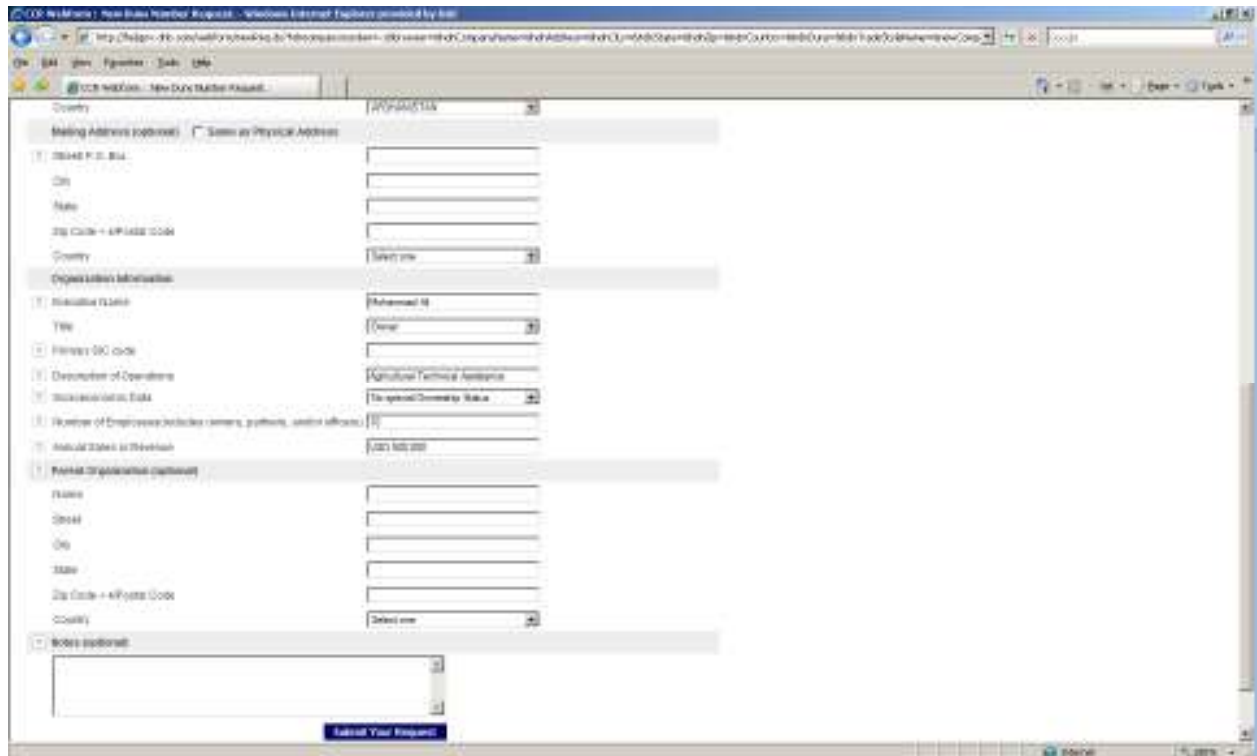 CCR WebForm : New Duns Number Request - Windows Internet Explorer provided by
File Edit View Favorites Tools Help
CCR WebForm : New Duns Number Request
Page Tools
Country AFGHANISTAN
Mailing Address (optional) Same as Physical Address
Street P.O. Box
City
State
Zip Code + 4/Postal Code
Country Select one
Organization Information
Executive Name Mohammad Ali
Title Owner
Primary SIC code
Description of Operations Agricultural Technical Assistance
Socioeconomic Data No special Ownership Status
Number of Employees (includes owners, partners, and/or officers)
Annual Sales or Revenue USD 500,000
Parent Organization (optional)
Name
Street
City
State
Zip Code + 4/Postal Code
Country Select one
Notes (optional)
Submit Your Request
Internet 100%